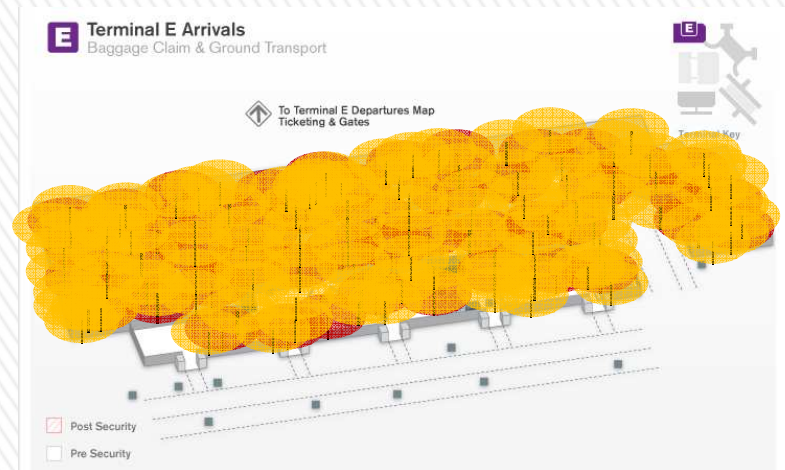 E
Terminal E Arrivals
Baggage Claim & Ground Transport
E
To Terminal E Departures Map
Ticketing & Gates
Terminal Key
Post Security
Pre Security